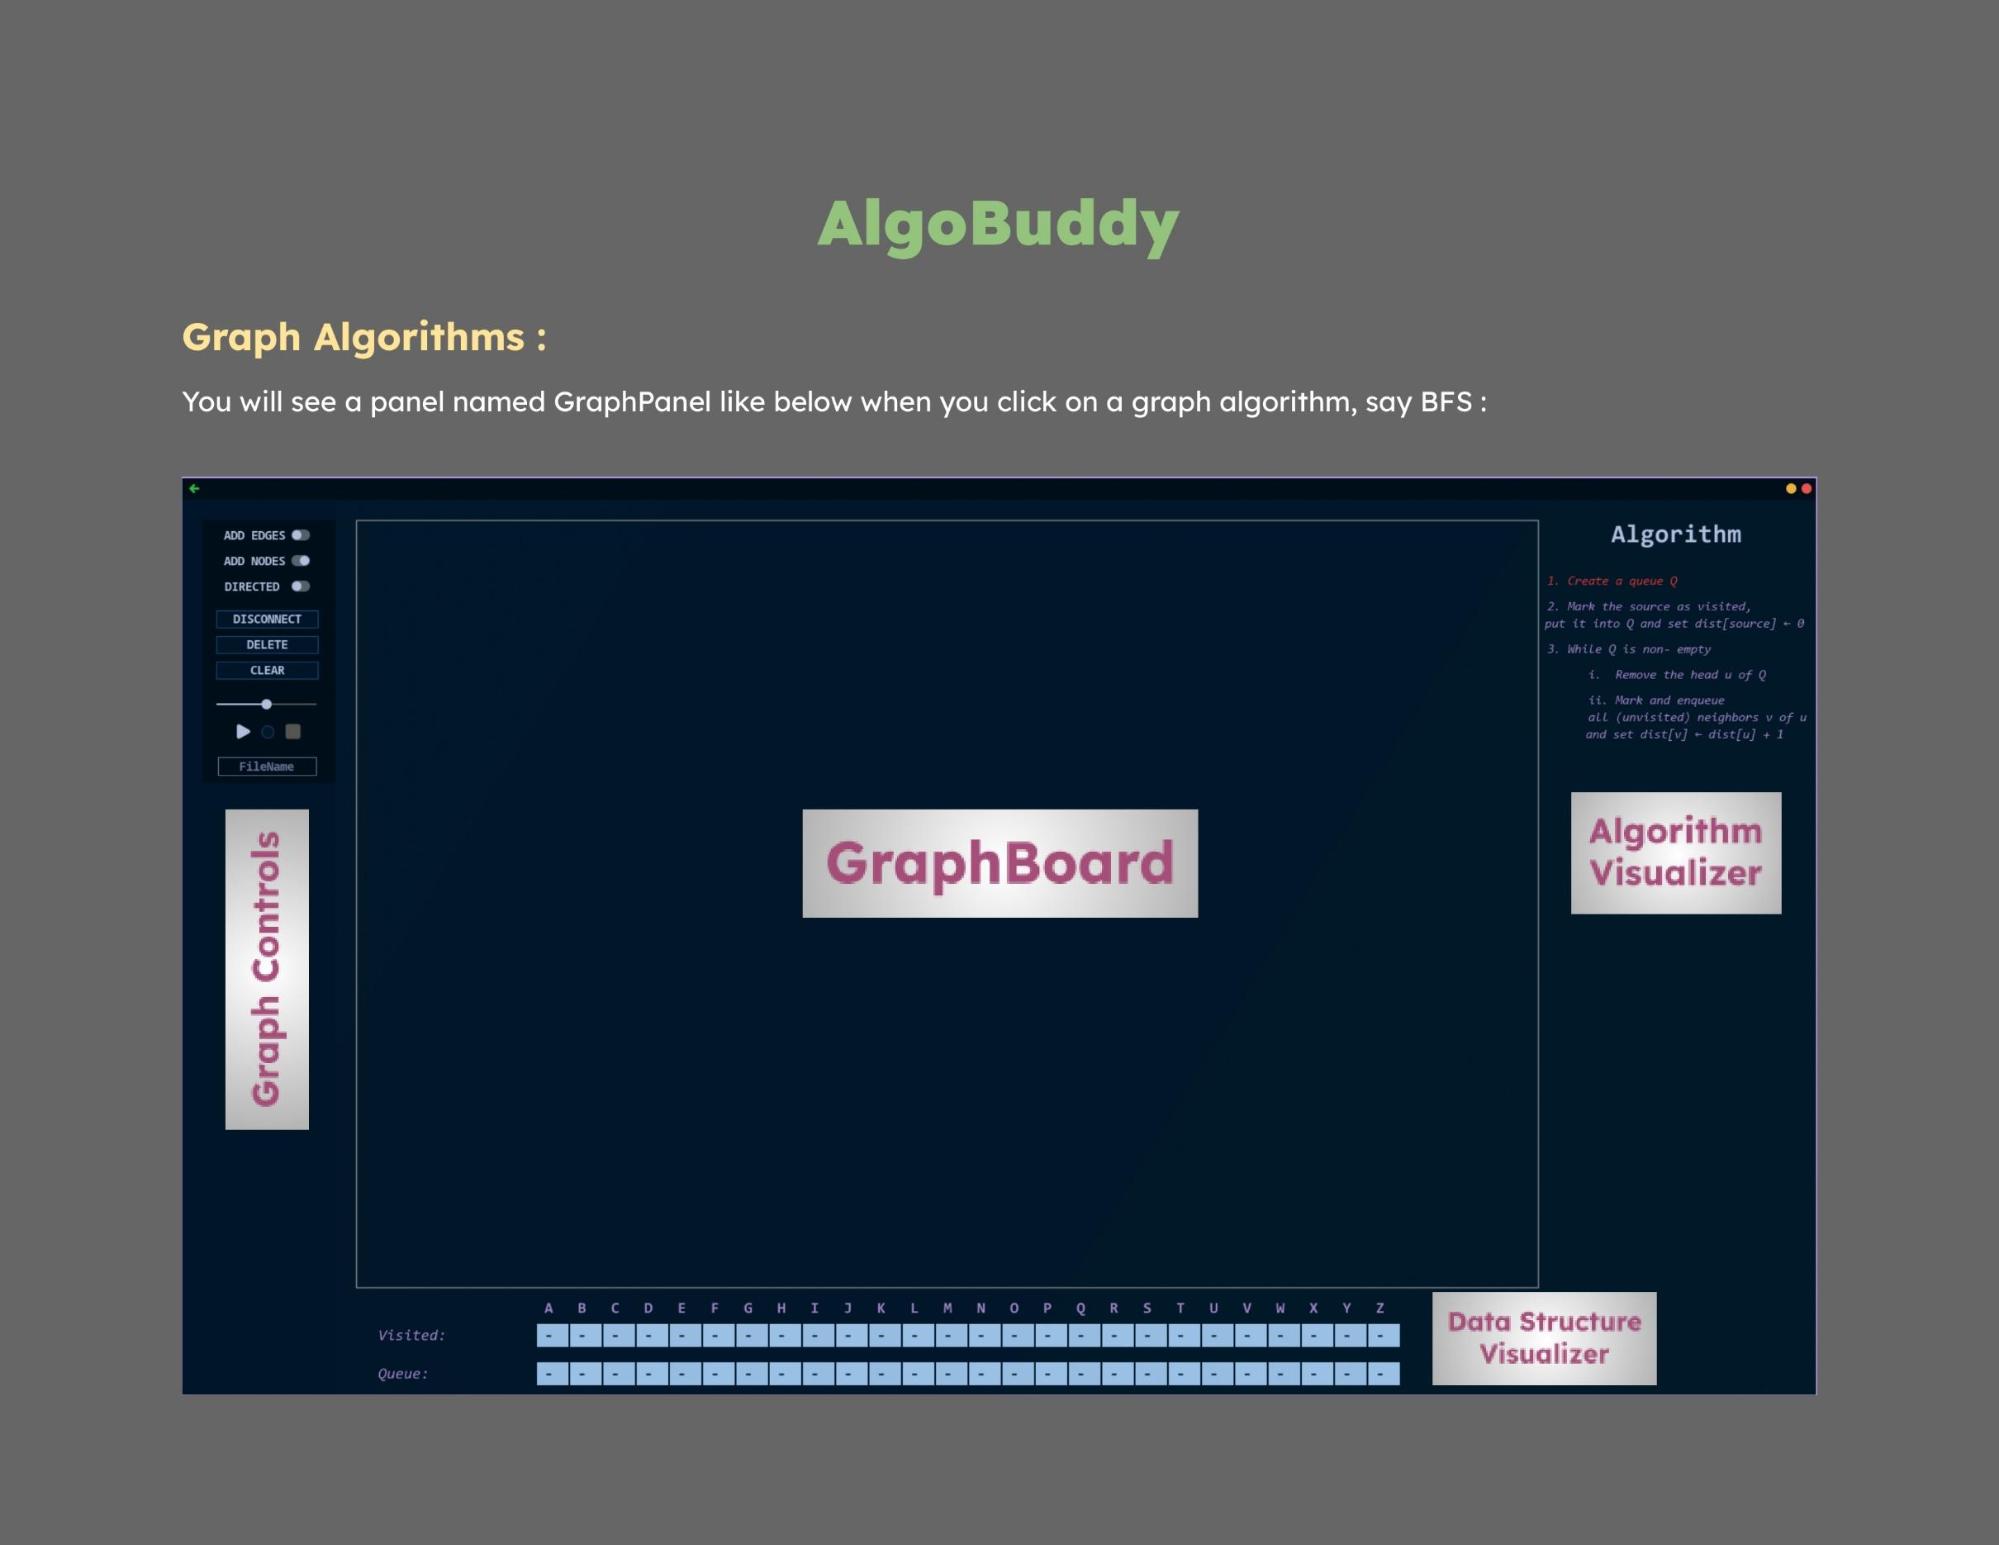 AlgoBuddy
Graph Algorithms :
You will see a panel named GraphPanel like below when you click on a graph algorithm, say BFS :
ADD EDGES
ADD NODES
DIRECTED
DISCONNECT
DELETE
CLEAR
FileName
Graph Controls
GraphBoard
Algorithm
1. Create a queue Q
2. Mark the source as visited,
put it into Q and set dist[source] ← 0
3. While Q is non- empty
i. Remove the head u of Q
ii. Mark and enqueue
all (unvisited) neighbors v of u
and set dist[v] ← dist[u] + 1
Algorithm
Visualizer
A B C D E F G H I J K L M N O P Q R S T U V W X Y Z
Visited: - - - - - - - - - - - - - - - - - - - - - - - - - -
Queue: - - - - - - - - - - - - - - - - - - - - - - - - - -
Data Structure
Visualizer